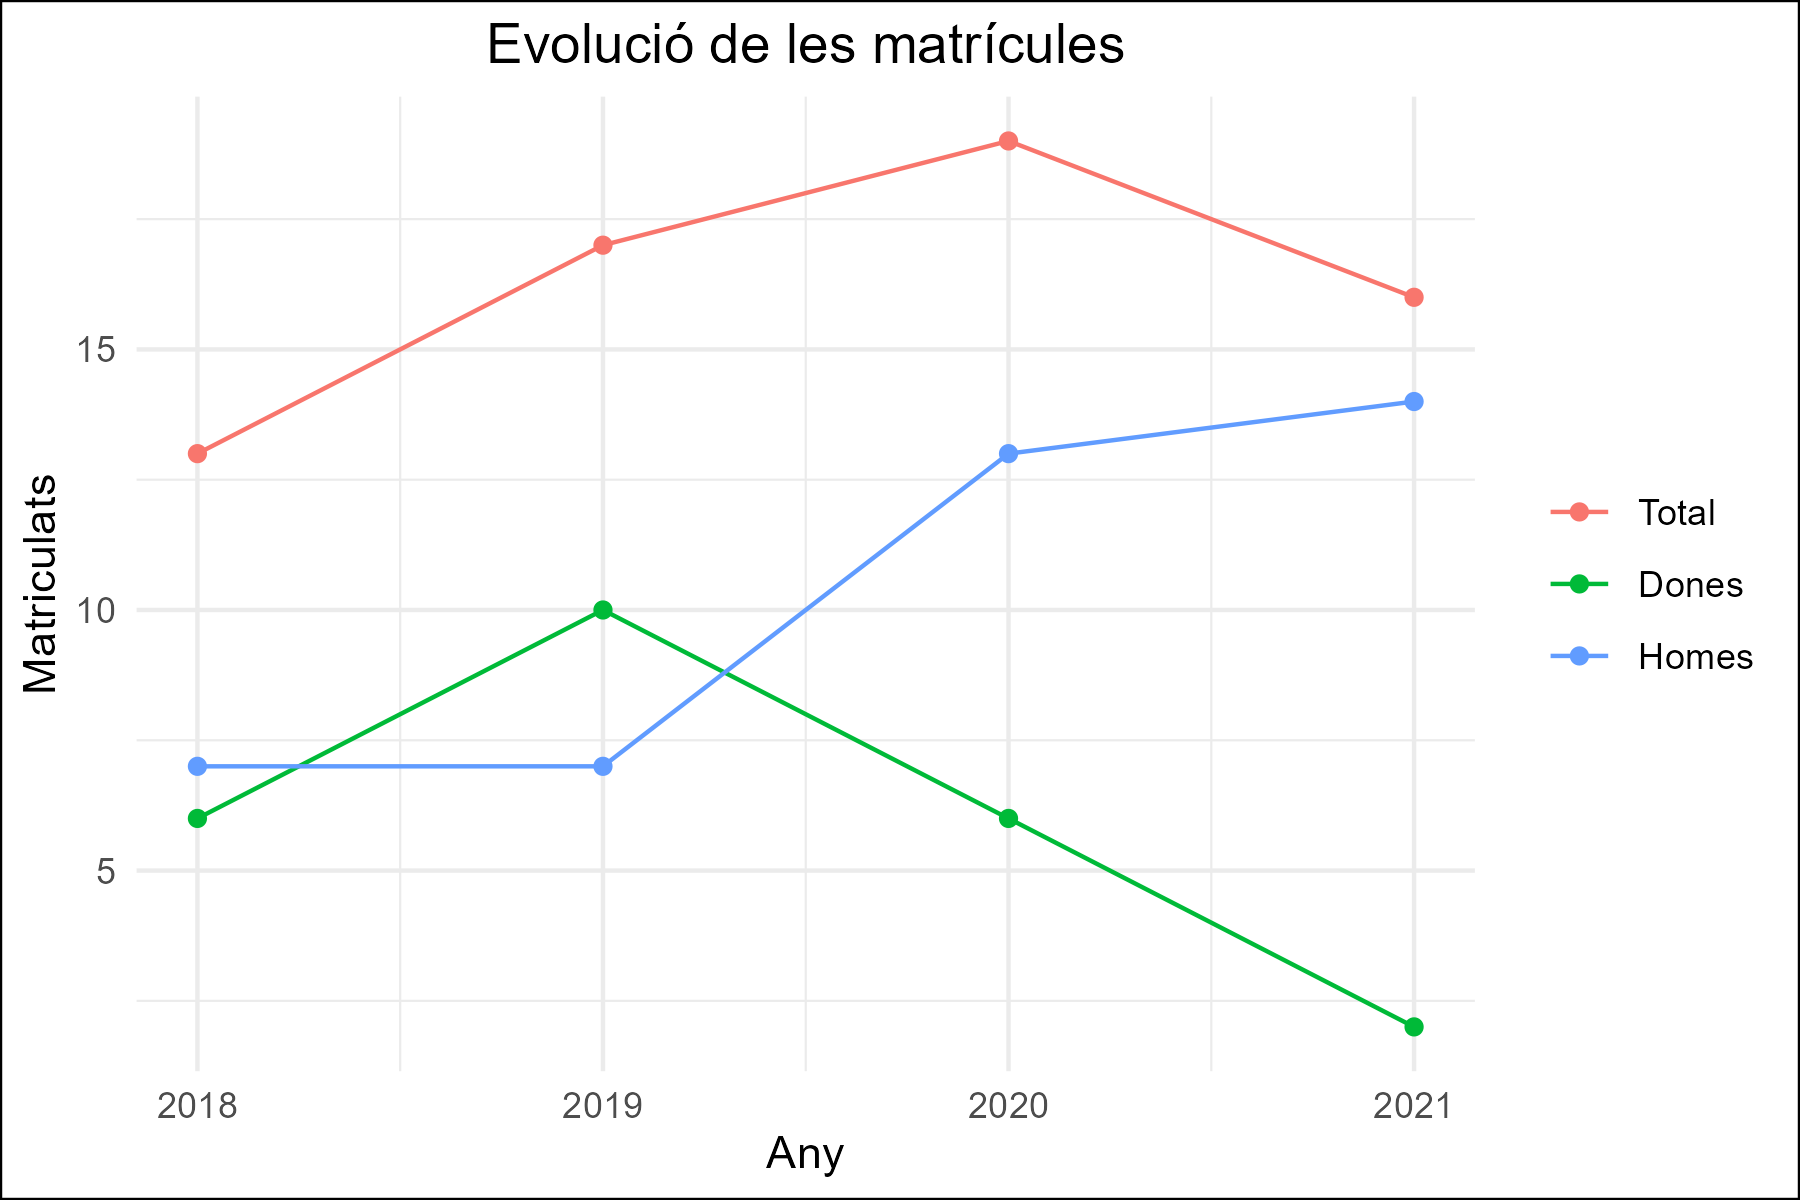 Evolució de les matrícules
Matriculats
15
10
5
2018 2019 2020 2021
Any
Total
Dones
Homes